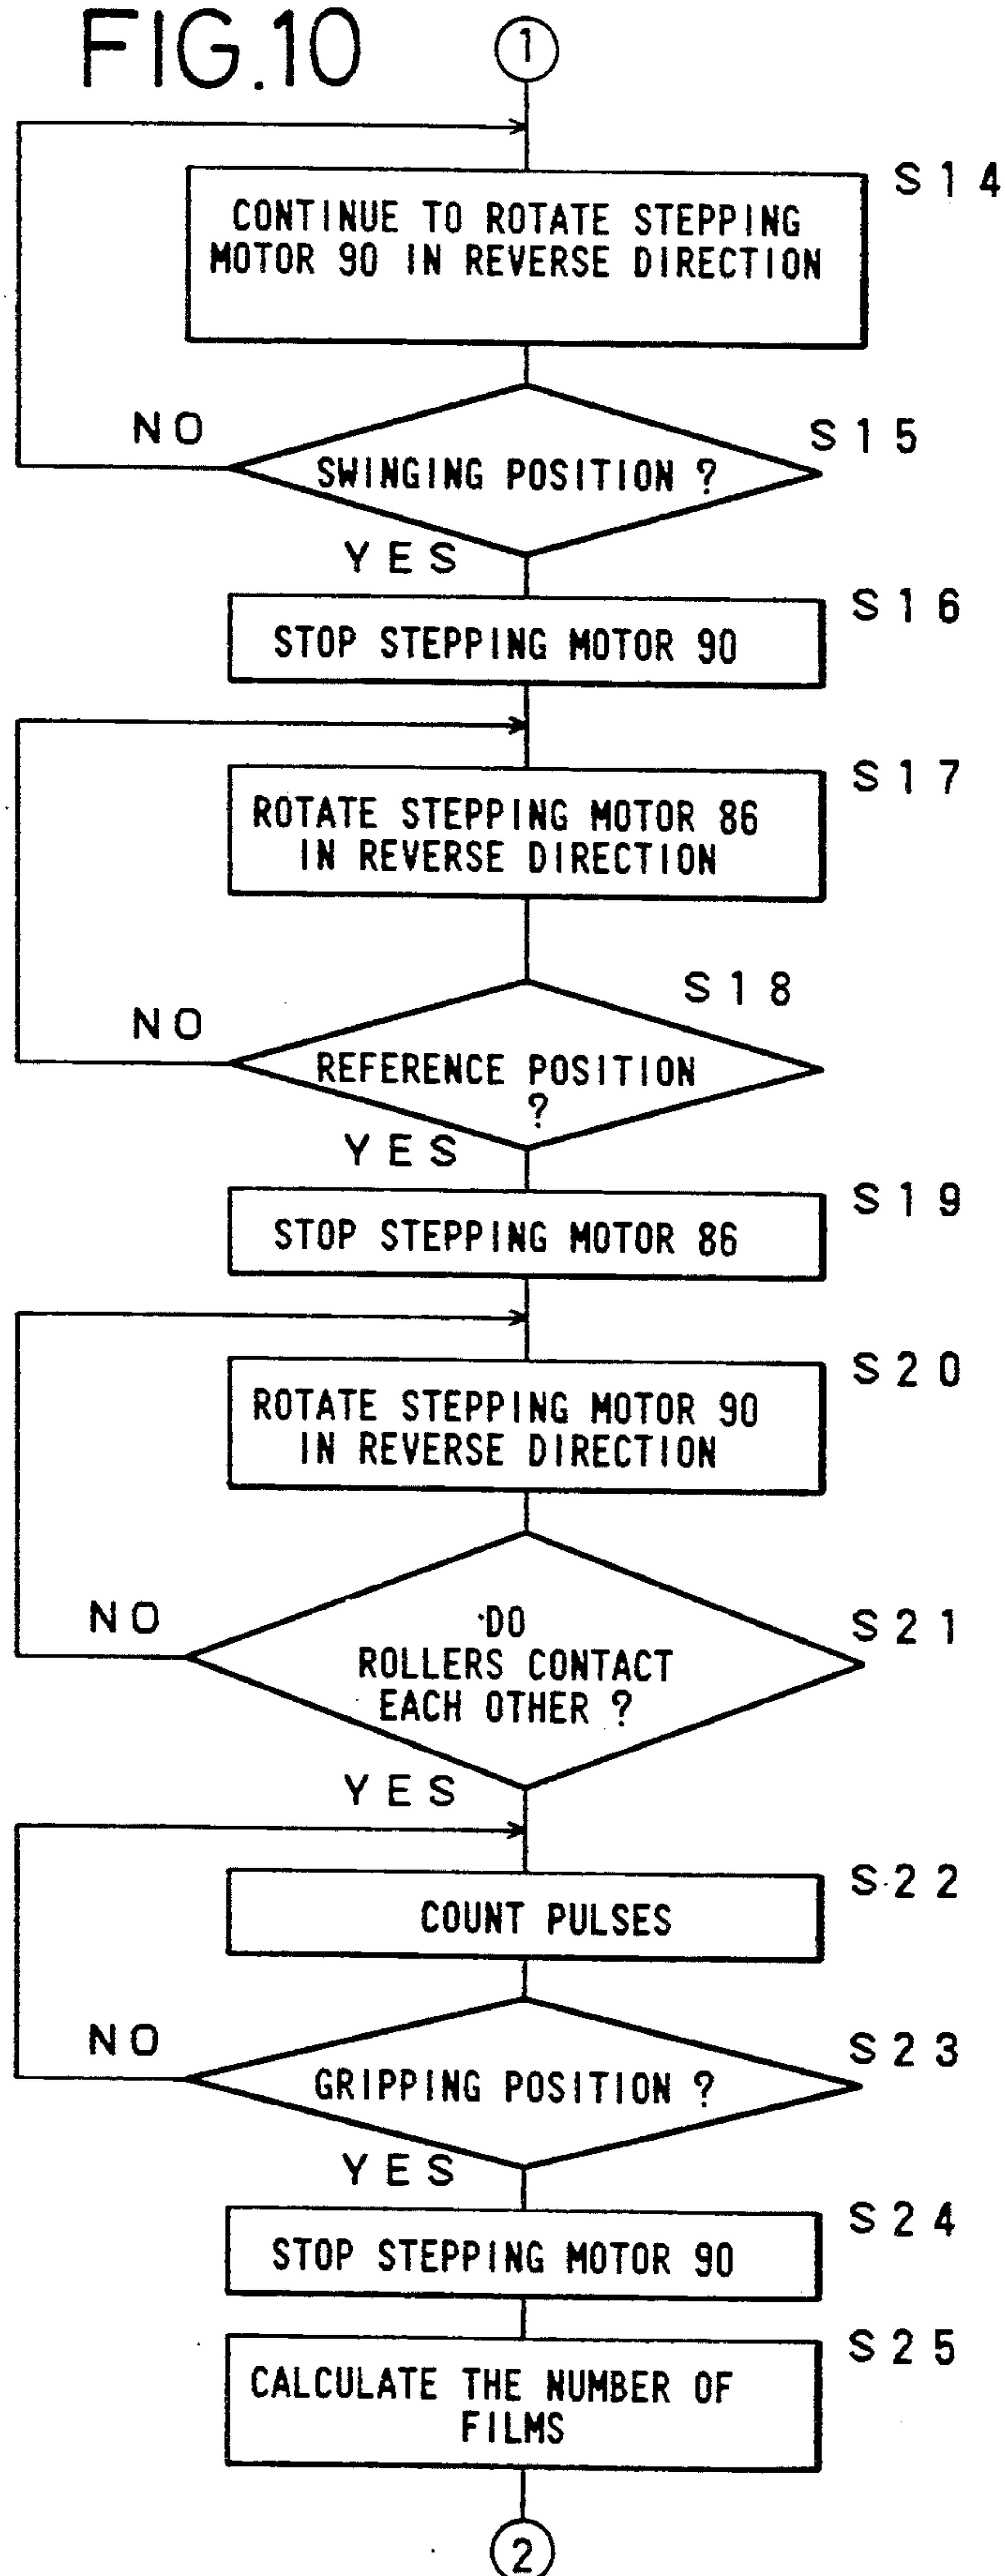 FIG.10
1
S14
CONTINUE TO ROTATE STEPPING
MOTOR 90 IN REVERSE DIRECTION
NO
S15
SWINGING POSITION ?
YES
S16
STOP STEPPING MOTOR 90
S17
ROTATE STEPPING MOTOR 86
IN REVERSE DIRECTION
S18
NO
REFERENCE POSITION
?
YES
S19
STOP STEPPING MOTOR 86
S20
ROTATE STEPPING MOTOR 90
IN REVERSE DIRECTION
NO
S21
DO
ROLLERS CONTACT
EACH OTHER ?
YES
S22
COUNT PULSES
NO
S23
GRIPPING POSITION ?
YES
S24
STOP STEPPING MOTOR 90
S25
CALCULATE THE NUMBER OF
FILMS
2